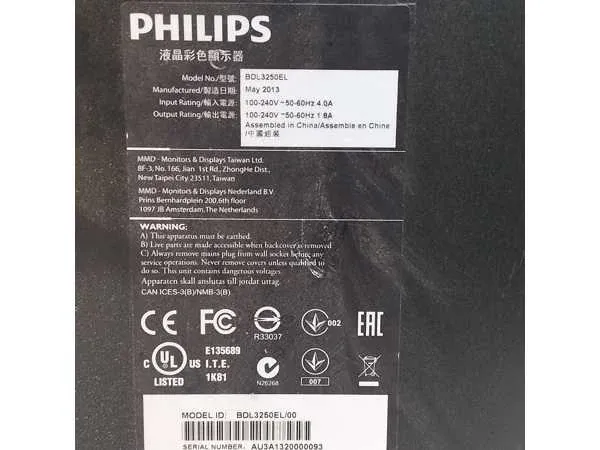 PHILIPS
液晶彩色顯示器
Model No./型號: BDL3250EL
Manufactured/製造日期: May 2013
Input Rating/輸入電源: 100-240V ~50-60Hz 4.0A
Output Rating/輸出電源: 100-240V ~50-60Hz 1.8A
Assembled in China/Assemble en Chine
/中國組裝
MMD - Monitors & Displays Taiwan Ltd.
8F-3, No. 166, Jian 1st Rd., ZhongHe Dist.,
New Taipei City 23511, Taiwan
MMD - Monitors & Displays Nederland B.V.
Prins Bernhardplein 200,6th floor
1097 JB Amsterdam,The Netherlands
WARNING:
A) This apparatus must be earthed.
B) Live parts are made accessible when backcover is removed
C) Always remove mains plug from wall socket before any
service operations. Never remove covers unless qualified to
do so. This unit contains dangerous voltages.
Apparaten skall anslutas till jordat uttag.
CAN ICES-3(B)/NMB-3(B)
CE FC R33037 002 EAC
C UL US LISTED
E135689
I.T.E.
1K81
N26268
007
MODEL ID: BDL3250EL/00
SERIAL NUMBER: AU3A1320000093